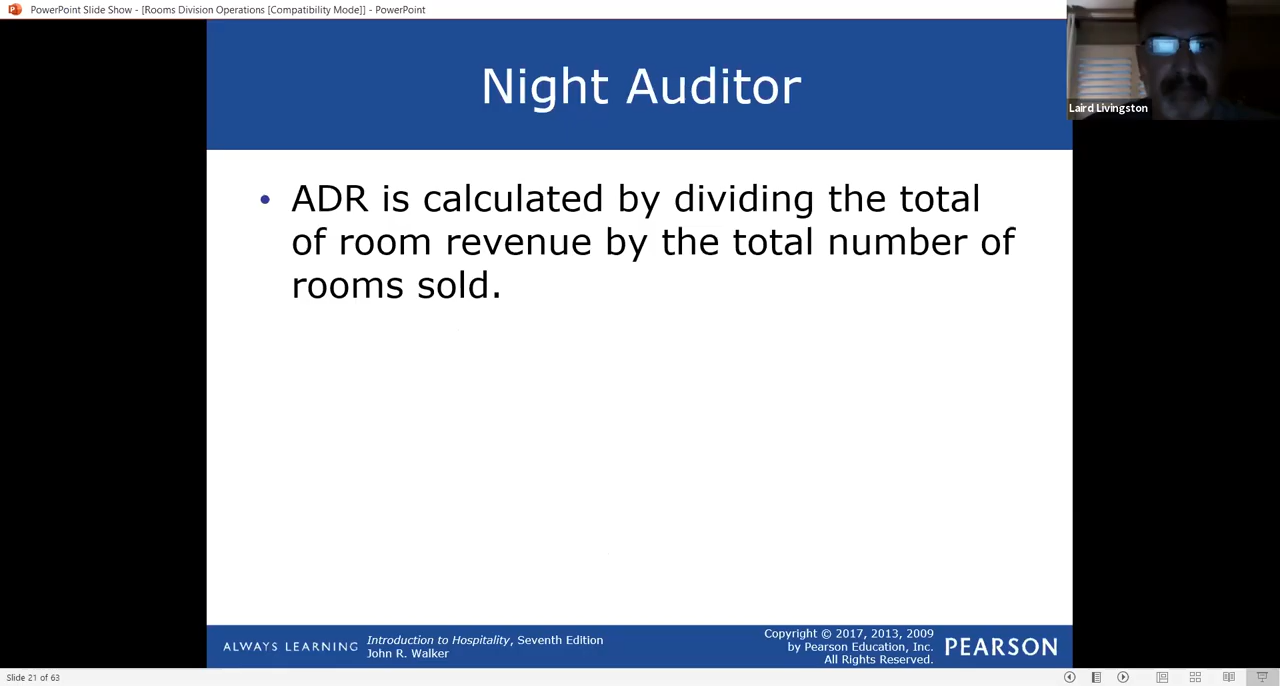 PowerPoint Slide Show - [Rooms Division Operations [Compatibility Mode]] - PowerPoint
Laird Livingston
Night Auditor
• ADR is calculated by dividing the total
of room revenue by the total number of
rooms sold.
ALWAYS LEARNING
Introduction to Hospitality, Seventh Edition
John R. Walker
Copyright © 2017, 2013, 2009
by Pearson Education, Inc.
All Rights Reserved.
PEARSON
Slide 21 of 63